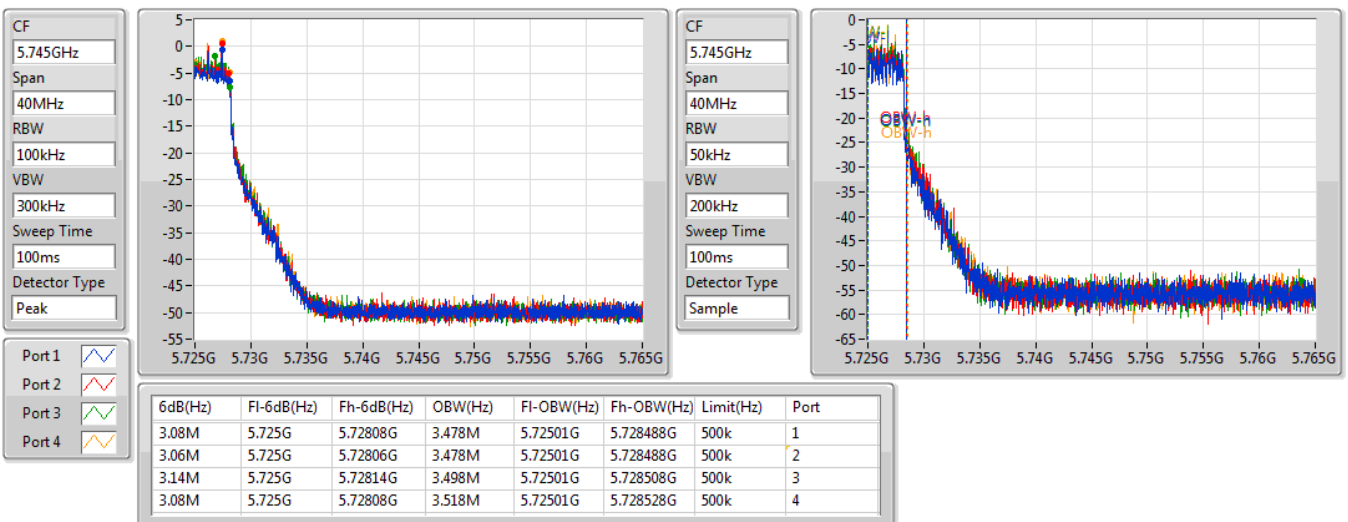 CF
5.745GHz
Span
40MHz
RBW
100kHz
VBW
300kHz
Sweep Time
100ms
Detector Type
Peak
5
0
-5
-10
-15
-20
-25
-30
-35
-40
-45
-50
-55
5.725G 5.73G 5.735G 5.74G 5.745G 5.75G 5.755G 5.76G 5.765G
CF
5.745GHz
Span
40MHz
RBW
50kHz
VBW
200kHz
Sweep Time
100ms
Detector Type
Sample
0
-5
-10
-15
-20
-25
-30
-35
-40
-45
-50
-55
-60
-65
OBW-h
OBW-h
5.725G 5.73G 5.735G 5.74G 5.745G 5.75G 5.755G 5.76G 5.765G
Port 1
Port 2
Port 3
Port 4
6dB(Hz) Fl-6dB(Hz) Fh-6dB(Hz) OBW(Hz) Fl-OBW(Hz) Fh-OBW(Hz) Limit(Hz) Port
3.08M 5.725G 5.72808G 3.478M 5.72501G 5.728488G 500k 1
3.06M 5.725G 5.72806G 3.478M 5.72501G 5.728488G 500k 2
3.14M 5.725G 5.72814G 3.498M 5.72501G 5.728508G 500k 3
3.08M 5.725G 5.72808G 3.518M 5.72501G 5.728528G 500k 4